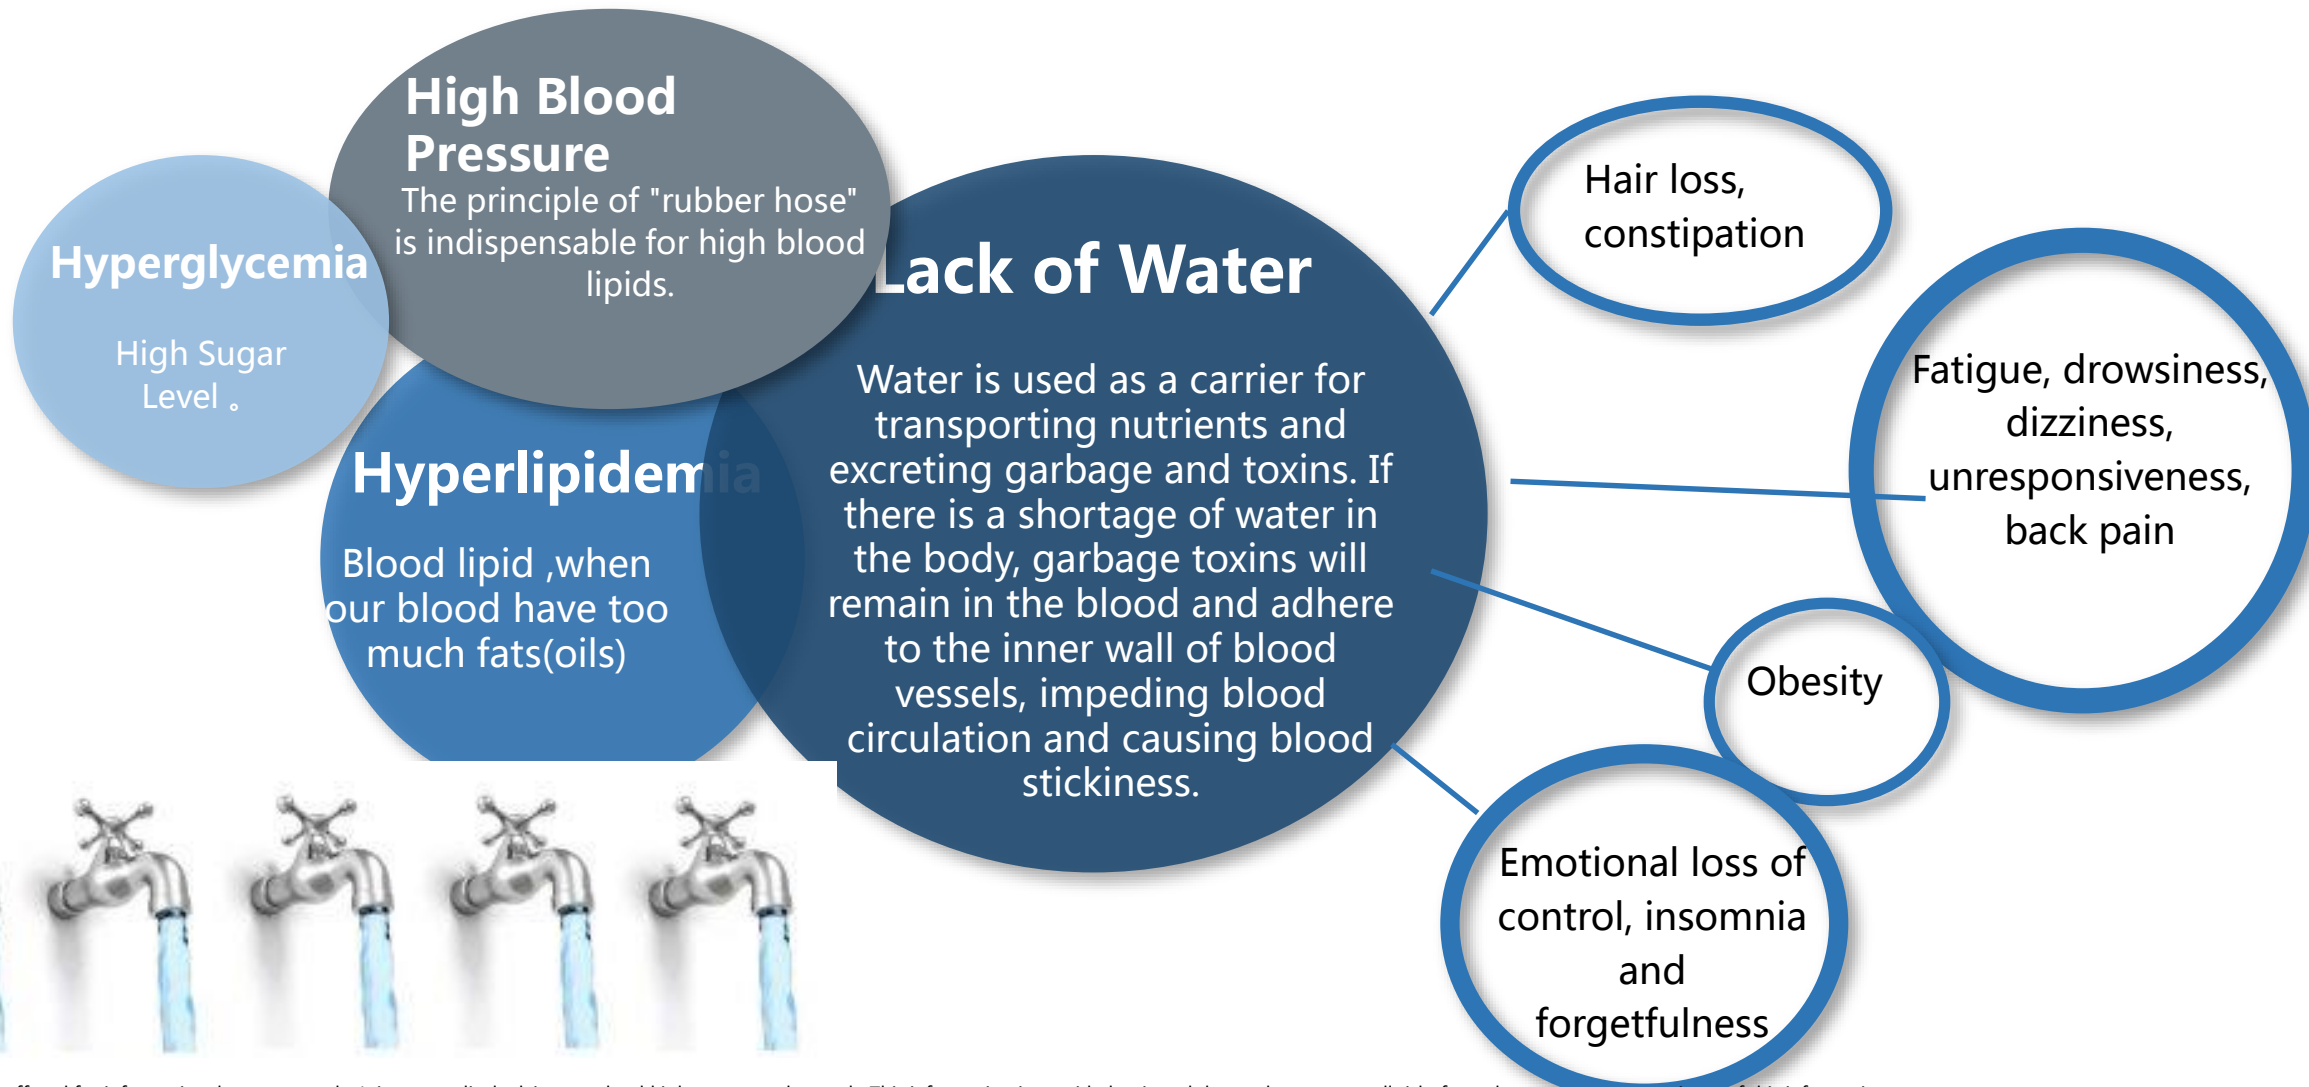 High Blood
Pressure
The principle of "rubber hose"
is indispensable for high blood
lipids.
Hyperglycemia
High Sugar
Level 。
Hyperlipidemia
Blood lipid ,when
our blood have too
much fats(oils)
Lack of Water
Water is used as a carrier for
transporting nutrients and
excreting garbage and toxins. If
there is a shortage of water in
the body, garbage toxins will
remain in the blood and adhere
to the inner wall of blood
vessels, impeding blood
circulation and causing blood
stickiness.
Hair loss,
constipation
Fatigue, drowsiness,
dizziness,
unresponsiveness,
back pain
Obesity
Emotional loss of
control, insomnia
and
forgetfulness